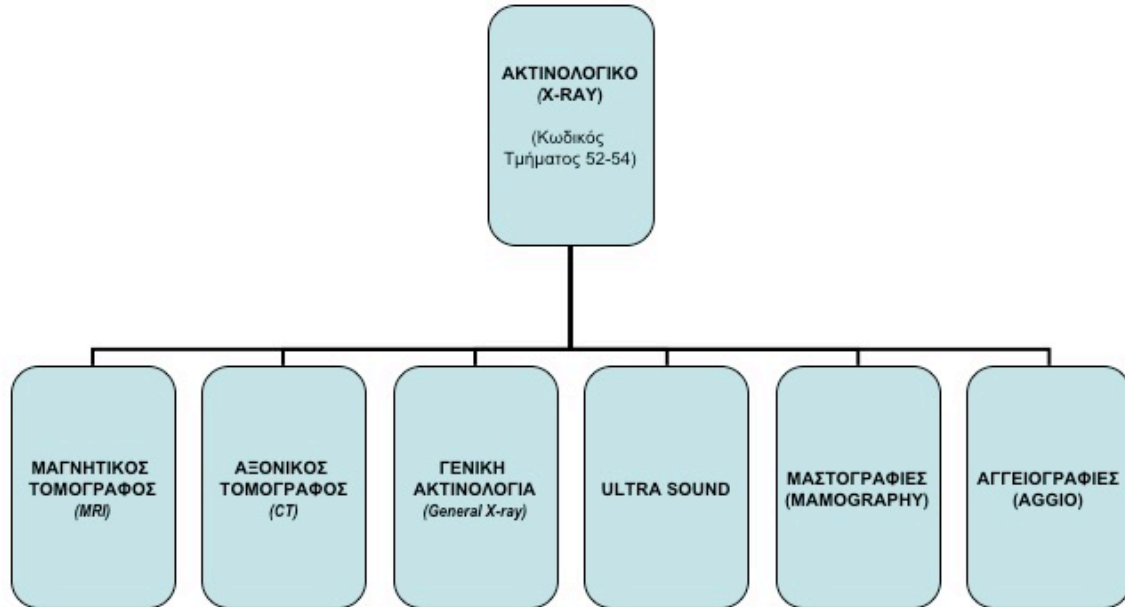 ΑΚΤΙΝΟΛΟΓΙΚΟ
(X-RAY)
(Κωδικός
Τμήματος 52-54)
ΜΑΓΝΗΤΙΚΟΣ
ΤΟΜΟΓΡΑΦΟΣ
(MRI)
ΑΞΟΝΙΚΟΣ
ΤΟΜΟΓΡΑΦΟΣ
(CT)
ΓΕΝΙΚΗ
ΑΚΤΙΝΟΛΟΓΙΑ
(General X-ray)
ULTRA SOUND
ΜΑΣΤΟΓΡΑΦΙΕΣ
(MAMOGRAPHY)
ΑΓΓΕΙΟΓΡΑΦΙΕΣ
(AGGIO)